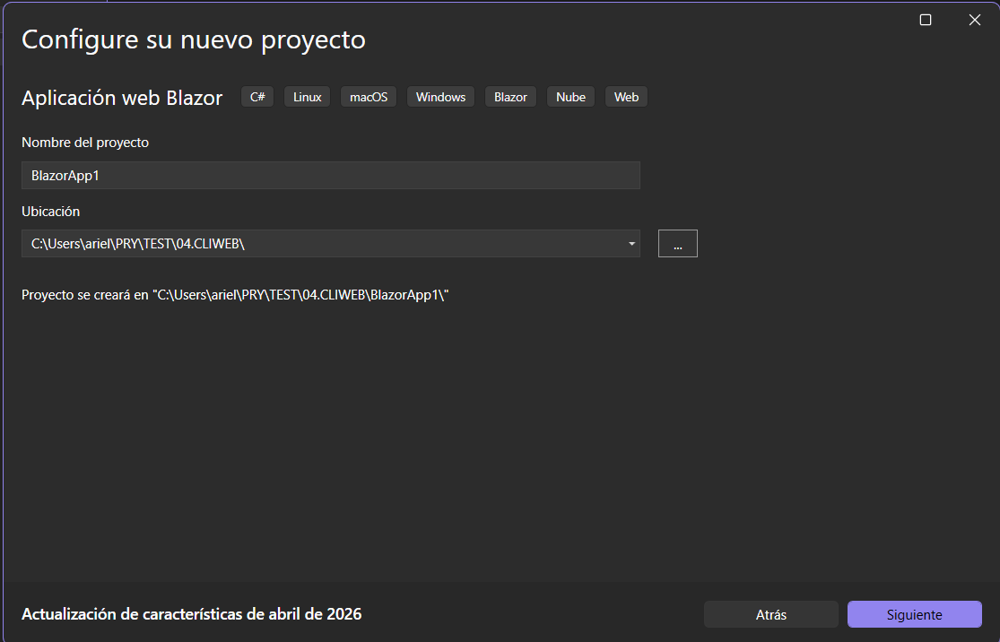 Configure su nuevo proyecto
Aplicación web Blazor C# Linux macOS Windows Blazor Nube Web
Nombre del proyecto
BlazorApp1
Ubicación
C:\Users\ariel\PRY\TEST\04.CLIWEB\
...
Proyecto se creará en "C:\Users\ariel\PRY\TEST\04.CLIWEB\BlazorApp1\"
Actualización de características de abril de 2026
Atrás
Siguiente